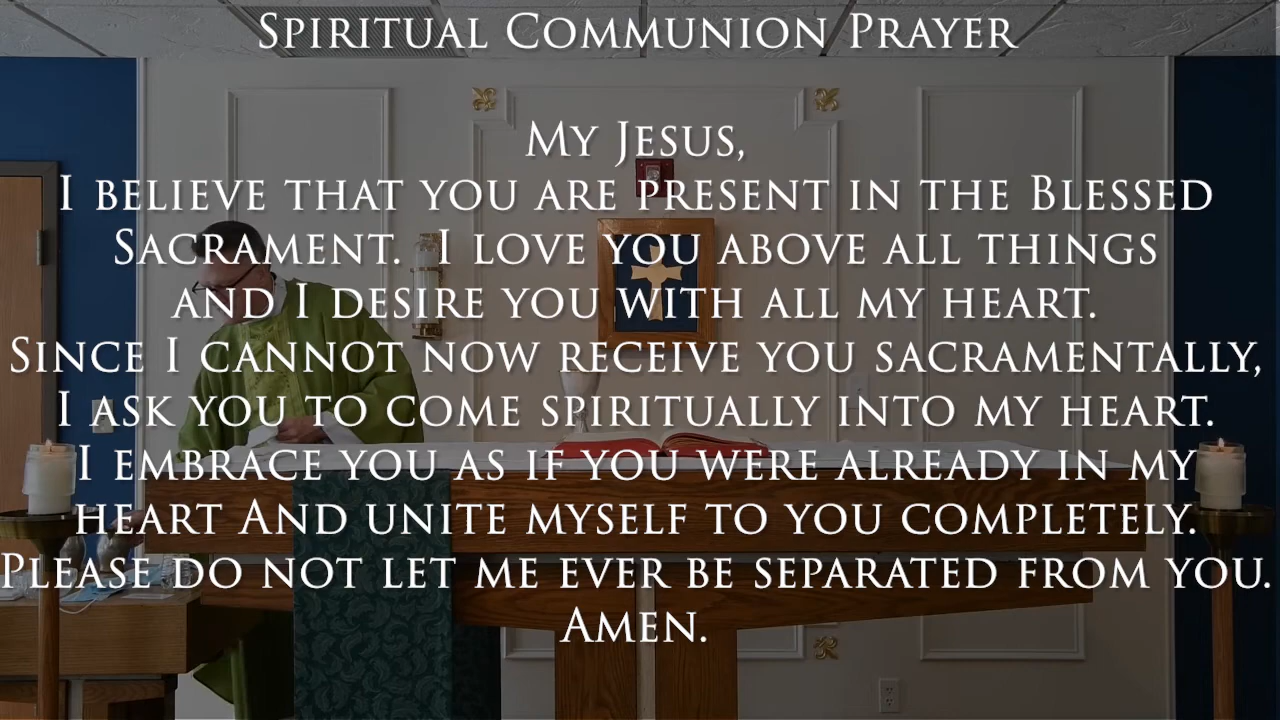 Spiritual Communion Prayer
My Jesus,
I believe that you are present in the Blessed
Sacrament. I love you above all things
and I desire you with all my heart.
Since I cannot now receive you sacramentally,
I ask you to come spiritually into my heart.
I embrace you as if you were already in my
heart And unite myself to you completely.
Please do not let me ever be separated from you.
Amen.